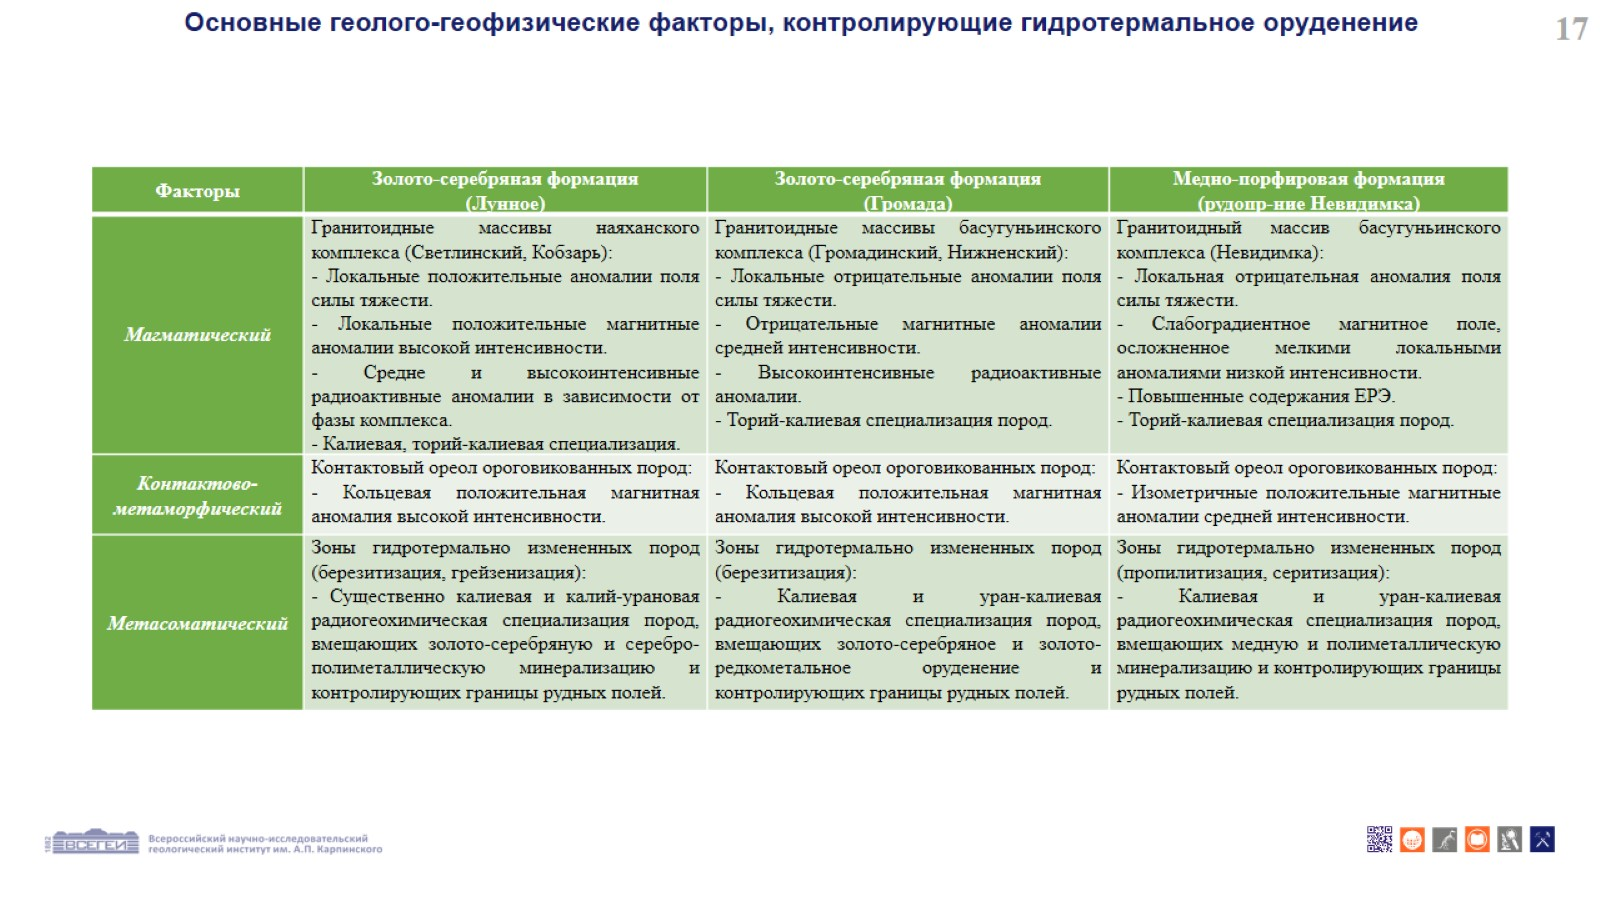 Основные геолого-геофизические факторы, контролирующие гидротермальное оруденение
17
Факторы
Золото-серебряная формация
(Лунное)
Золото-серебряная формация
(Громада)
Медно-порфировая формация
(рудопр-ние Невидимка)
Магматический
Гранитоидные массивы наяханского
комплекса (Светлинский, Кобзарь):
- Локальные положительные аномалии поля
силы тяжести.
- Локальные положительные магнитные
аномалии высокой интенсивности.
- Средне и высокоинтенсивные
радиоактивные аномалии в зависимости от
фазы комплекса.
- Калиевая, торий-калиевая специализация.
Гранитоидные массивы басугуньинского
комплекса (Громадинский, Нижненский):
- Локальные отрицательные аномалии поля
силы тяжести.
- Отрицательные магнитные аномалии
средней интенсивности.
- Высокоинтенсивные радиоактивные
аномалии.
- Торий-калиевая специализация пород.
Гранитоидный массив басугуньинского
комплекса (Невидимка):
- Локальная отрицательная аномалия поля
силы тяжести.
- Слабоградиентное магнитное поле,
осложненное мелкими локальными
аномалиями низкой интенсивности.
- Повышенные содержания ЕРЭ.
- Торий-калиевая специализация пород.
Контактово-
метаморфический
Контактовый ореол ороговикованных пород:
- Кольцевая положительная магнитная
аномалия высокой интенсивности.
Контактовый ореол ороговикованных пород:
- Кольцевая положительная магнитная
аномалия высокой интенсивности.
Контактовый ореол ороговикованных пород:
- Изометричные положительные магнитные
аномалии средней интенсивности.
Метасоматический
Зоны гидротермально измененных пород
(березитизация, грейзенизация):
- Существенно калиевая и калий-урановая
радиогеохимическая специализация пород,
вмещающих золото-серебряную и серебро-
полиметаллическую минерализацию и
контролирующих границы рудных полей.
Зоны гидротермально измененных пород
(березитизация):
- Калиевая и уран-калиевая
радиогеохимическая специализация пород,
вмещающих золото-серебряное и золото-
редкометальное оруденение и
контролирующих границы рудных полей.
Зоны гидротермально измененных пород
(пропилитизация, серитизация):
- Калиевая и уран-калиевая
радиогеохимическая специализация пород,
вмещающих медную и полиметаллическую
минерализацию и контролирующих границы
рудных полей.
1882
ВСЕГЕИ
Всероссийский научно-исследовательский
геологический институт им. А.П. Карпинского